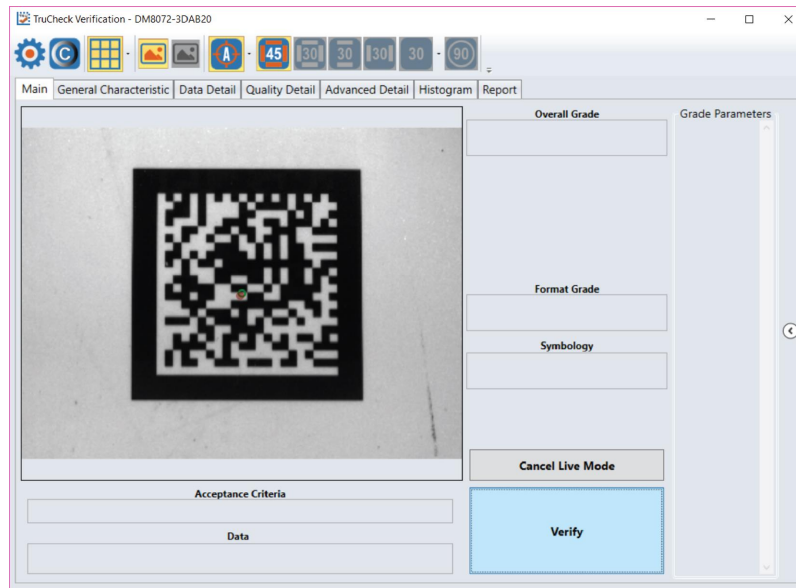 TruCheck Verification - DM8072-3DAB20
C A 45 30 30 30 30 90
Main General Characteristic Data Detail Quality Detail Advanced Detail Histogram Report
Overall Grade
Grade Parameters
Format Grade
Symbology
Cancel Live Mode
Acceptance Criteria
Verify
Data